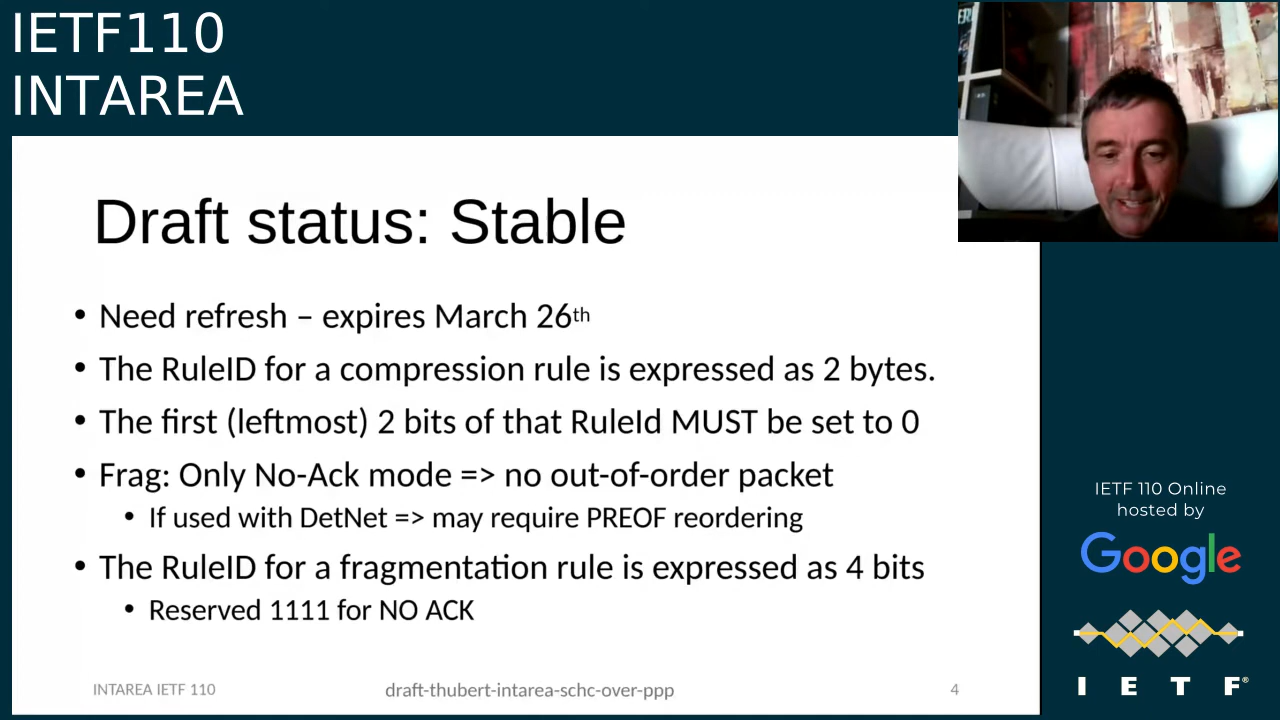 IETF110
INTAREA
Draft status: Stable
• Need refresh – expires March 26th
• The RuleID for a compression rule is expressed as 2 bytes.
• The first (leftmost) 2 bits of that RuleId MUST be set to 0
• Frag: Only No-Ack mode => no out-of-order packet
• If used with DetNet => may require PREOF reordering
• The RuleID for a fragmentation rule is expressed as 4 bits
• Reserved 1111 for NO ACK
INTAREA IETF 110
draft-thubert-intarea-schc-over-ppp
4
IETF 110 Online
hosted by
Google
I E T F®